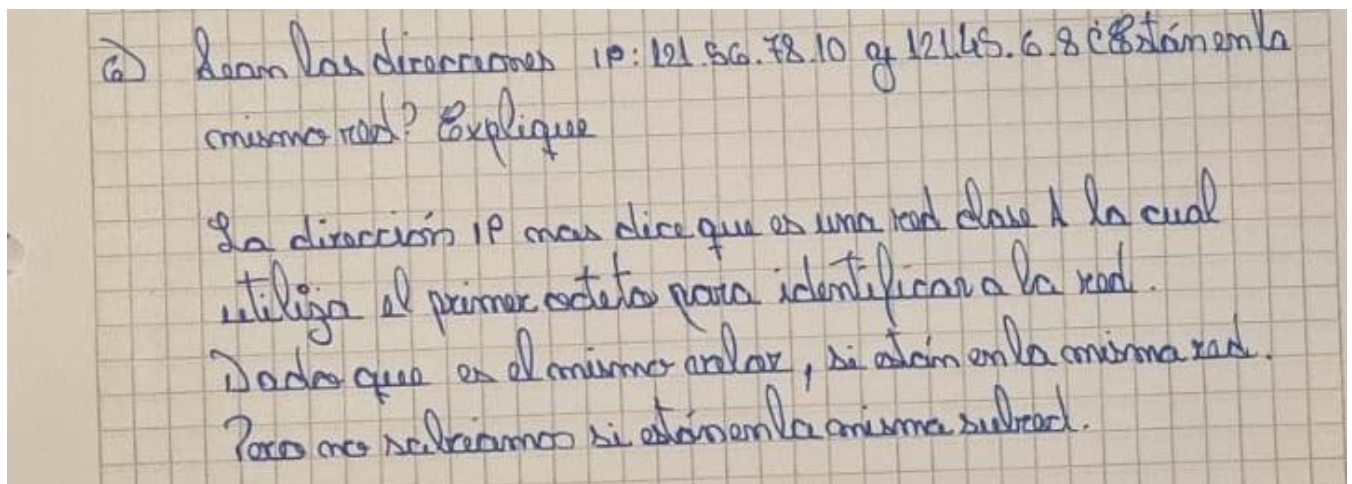 6) Sean las direcciones IP: 121.56.78.10 y 121.45.6.8 ¿Están en la
misma red? Explique
La dirección IP nos dice que es una red clase A la cual
utiliza el primer octeto para identificar a la red.
Dado que es el mismo valor, si están en la misma red.
Pero no sabríamos si están en la misma subred.